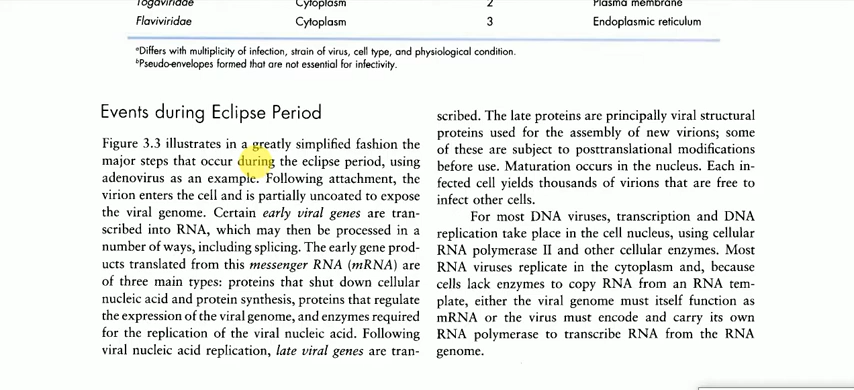 Togaviridae Cytoplasm 2 Plasma membrane
Flaviviridae Cytoplasm 3 Endoplasmic reticulum
ᵃDiffers with multiplicity of infection, strain of virus, cell type, and physiological condition.
ᵇPseudo-envelopes formed that are not essential for infectivity.
Events during Eclipse Period
Figure 3.3 illustrates in a greatly simplified fashion the
major steps that occur during the eclipse period, using
adenovirus as an example. Following attachment, the
virion enters the cell and is partially uncoated to expose
the viral genome. Certain early viral genes are tran-
scribed into RNA, which may then be processed in a
number of ways, including splicing. The early gene prod-
ucts translated from this messenger RNA (mRNA) are
of three main types: proteins that shut down cellular
nucleic acid and protein synthesis, proteins that regulate
the expression of the viral genome, and enzymes required
for the replication of the viral nucleic acid. Following
viral nucleic acid replication, late viral genes are tran-
scribed. The late proteins are principally viral structural
proteins used for the assembly of new virions; some
of these are subject to posttranslational modifications
before use. Maturation occurs in the nucleus. Each in-
fected cell yields thousands of virions that are free to
infect other cells.
For most DNA viruses, transcription and DNA
replication take place in the cell nucleus, using cellular
RNA polymerase II and other cellular enzymes. Most
RNA viruses replicate in the cytoplasm and, because
cells lack enzymes to copy RNA from an RNA tem-
plate, either the viral genome must itself function as
mRNA or the virus must encode and carry its own
RNA polymerase to transcribe RNA from the RNA
genome.